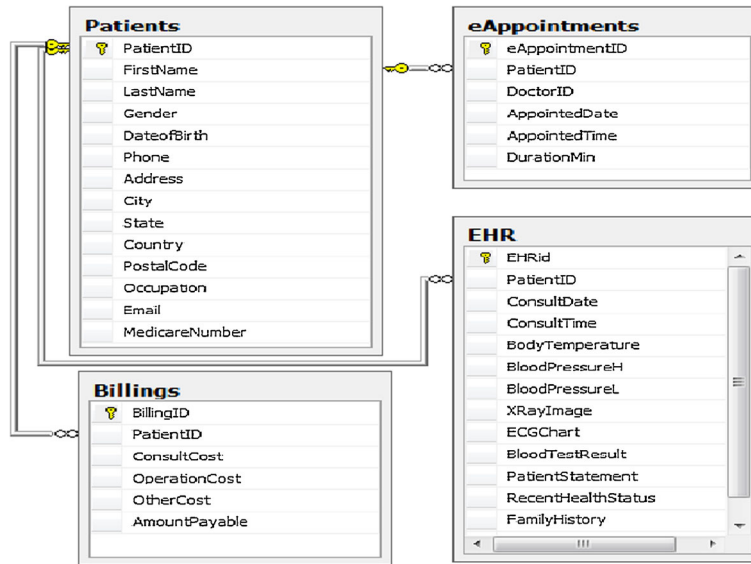 Patients
PatientID
FirstName
LastName
Gender
DateofBirth
Phone
Address
City
State
Country
PostalCode
Occupation
Email
MedicareNumber
eAppointments
eAppointmentID
PatientID
DoctorID
AppointedDate
AppointedTime
DurationMin
EHR
EHRid
PatientID
ConsultDate
ConsultTime
BodyTemperature
BloodPressureH
BloodPressureL
XRayImage
ECGChart
BloodTestResult
PatientStatement
RecentHealthStatus
FamilyHistory
Billings
BillingID
PatientID
ConsultCost
OperationCost
OtherCost
AmountPayable